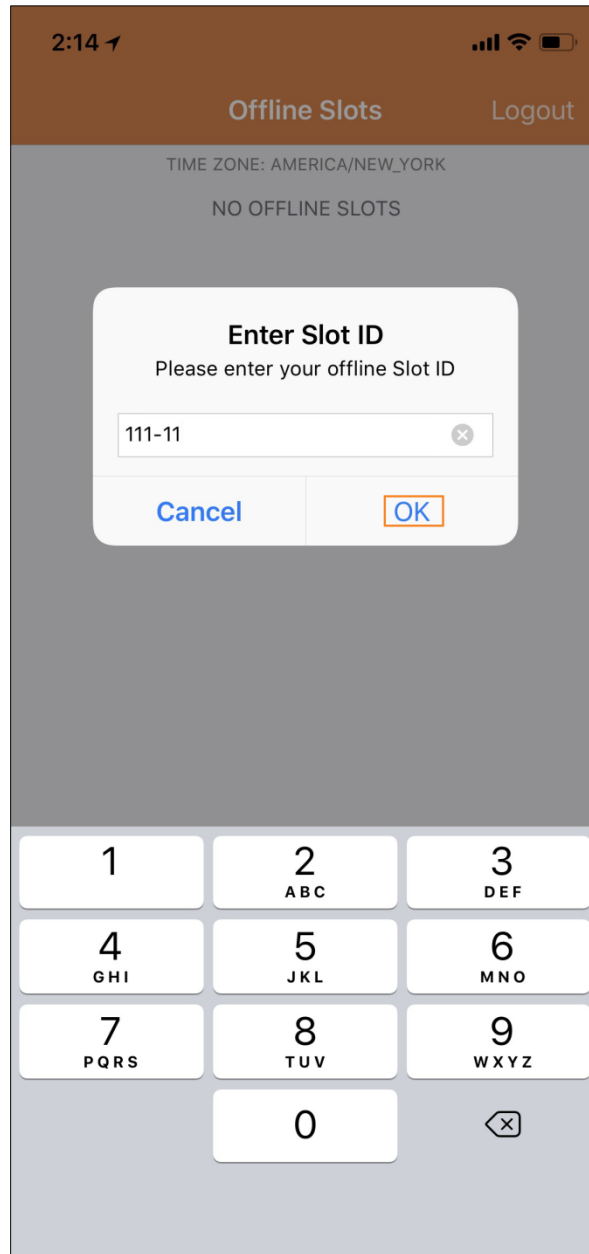 2:14
Offline Slots Logout
TIME ZONE: AMERICA/NEW_YORK
NO OFFLINE SLOTS
Enter Slot ID
Please enter your offline Slot ID
111-11
Cancel OK
1 2 3
ABC DEF
4 5 6
GHI JKL MNO
7 8 9
PQRS TUV WXYZ
0